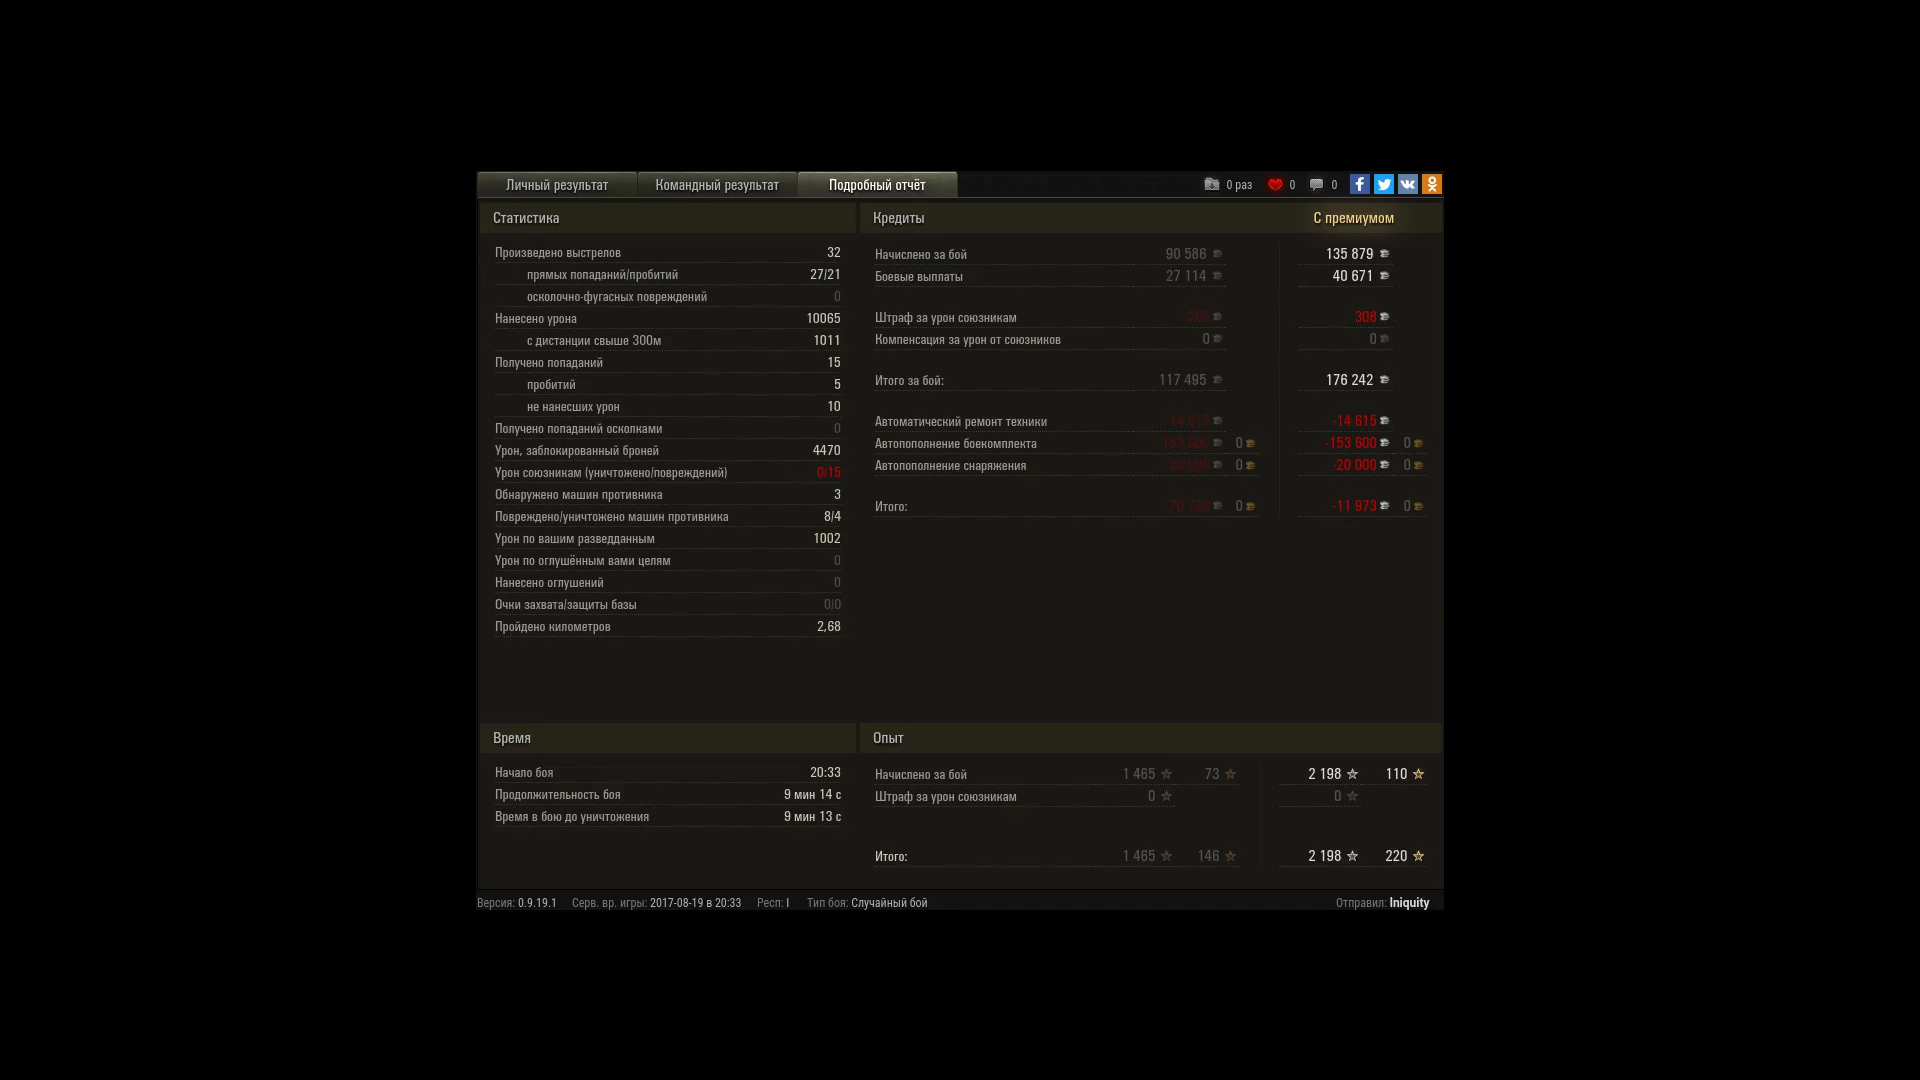 Личный результат Командный результат Подробный отчёт 0 раз 0 0
Статистика
Произведено выстрелов 32
прямых попаданий/пробитий 27/21
осколочно-фугасных повреждений 0
Нанесено урона 10065
с дистанции свыше 300м 1011
Получено попаданий 15
пробитий 5
не нанесших урон 10
Получено попаданий осколками 0
Урон, заблокированный броней 4470
Урон союзникам (уничтожено/повреждений) 0/15
Обнаружено машин противника 3
Повреждено/уничтожено машин противника 8/4
Урон по вашим разведданным 1002
Урон по оглушённым вами целям 0
Нанесено оглушений 0
Очки захвата/защиты базы 0/0
Пройдено километров 2,68
Кредиты С премиумом
Начислено за бой 90 586 135 879
Боевые выплаты 27 114 40 671
Штраф за урон союзникам 308
Компенсация за урон от союзников 0 0
Итого за бой: 117 495 176 242
Автоматический ремонт техники -14 615
Автопополнение боекомплекта -153 600 0 -153 600 0
Автопополнение снаряжения 0 -20 000 0
Итого: 0 -11 973 0
Время
Начало боя 20:33
Продолжительность боя 9 мин 14 с
Время в бою до уничтожения 9 мин 13 с
Опыт
Начислено за бой 1 465 73 2 198 110
Штраф за урон союзникам 0 0
Итого: 1 465 146 2 198 220
Версия: 0.9.19.1 Серв. вр. игры: 2017-08-19 в 20:33 Респ: I Тип боя: Случайный бой Отправил: Iniquity